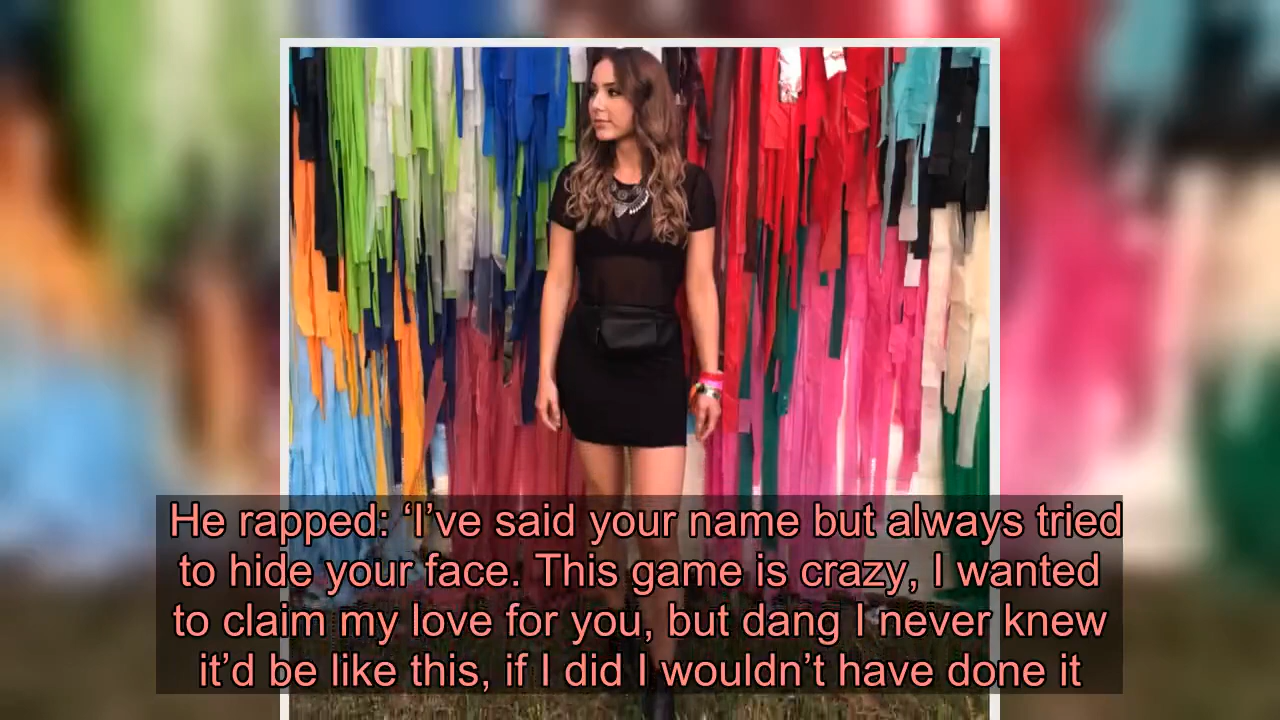 He rapped: ‘I’ve said your name but always tried
to hide your face. This game is crazy, I wanted
to claim my love for you, but dang I never knew
it’d be like this, if I did I wouldn’t have done it